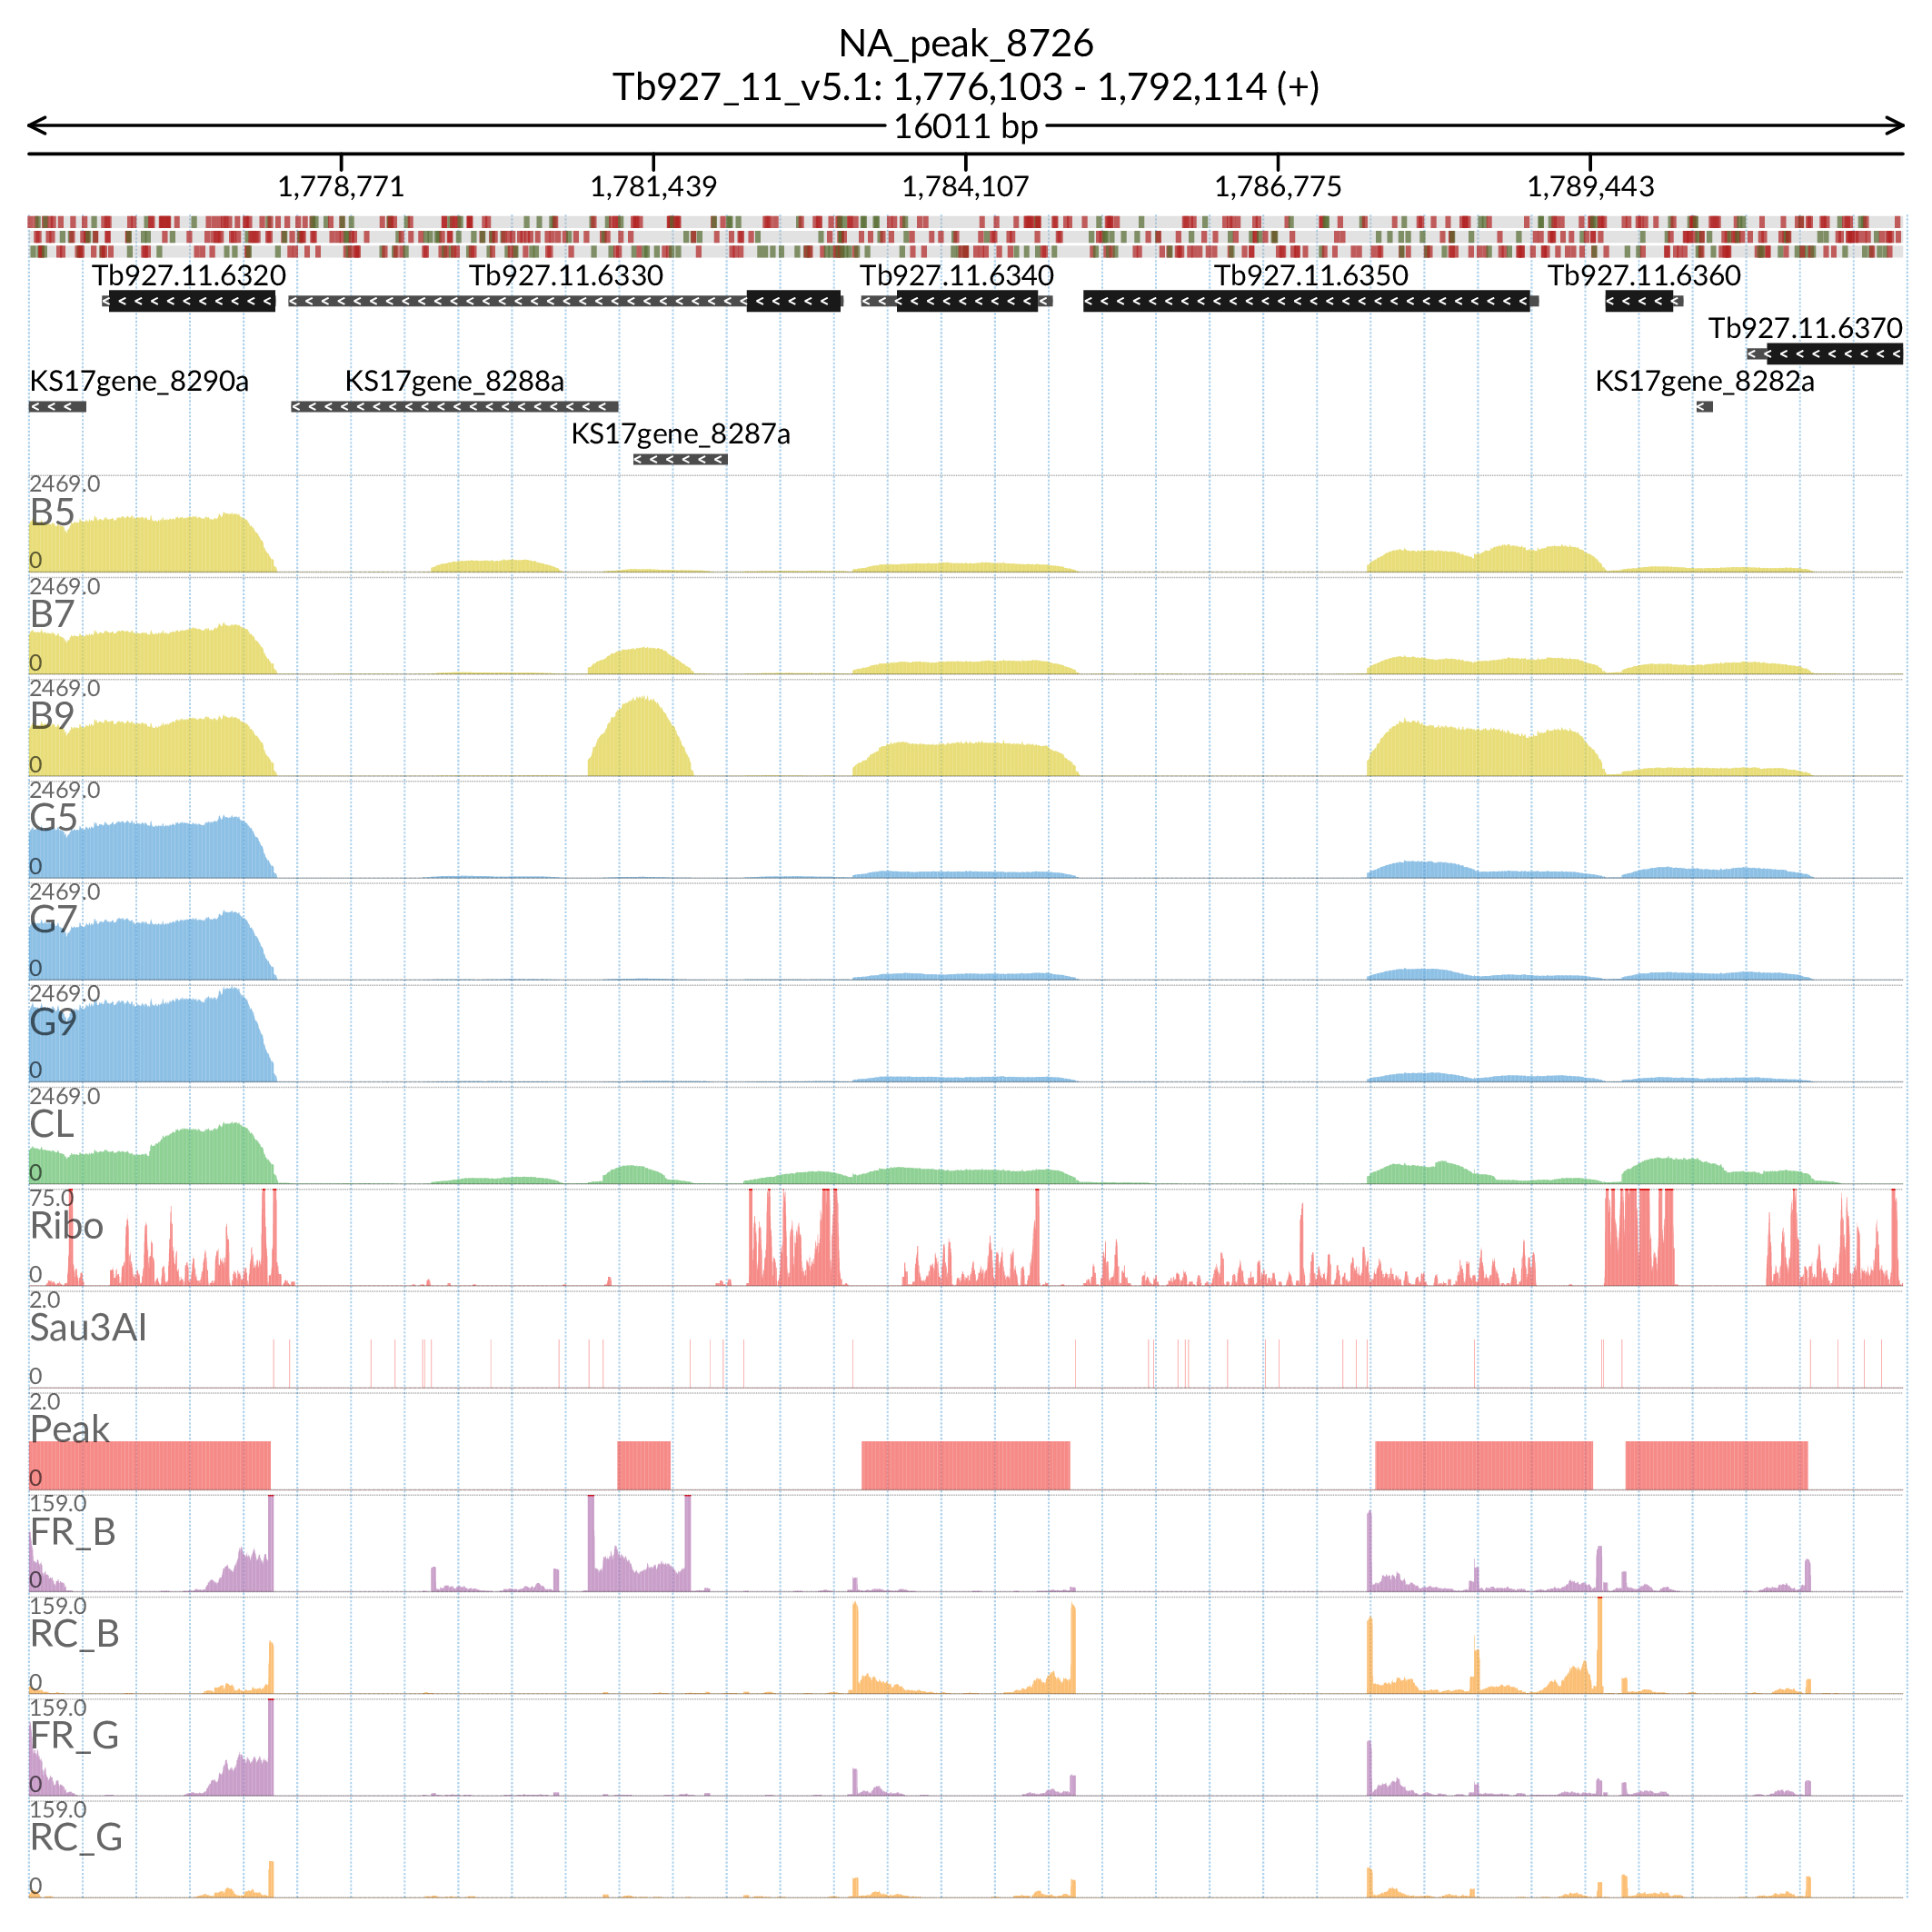 NA_peak_8726
Tb927_11_v5.1: 1,776,103 - 1,792,114 (+)
16011 bp
1,778,771 1,781,439 1,784,107 1,786,775 1,789,443
Tb927.11.6320 Tb927.11.6330 Tb927.11.6340 Tb927.11.6350 Tb927.11.6360
Tb927.11.6370
KS17gene_8290a KS17gene_8288a KS17gene_8282a
KS17gene_8287a
2469.0
B5
0
2469.0
B7
0
2469.0
B9
0
2469.0
G5
0
2469.0
G7
0
2469.0
G9
0
2469.0
CL
0
75.0
Ribo
0
2.0
Sau3AI
0
2.0
Peak
0
159.0
FR_B
0
159.0
RC_B
0
159.0
FR_G
0
159.0
RC_G
0